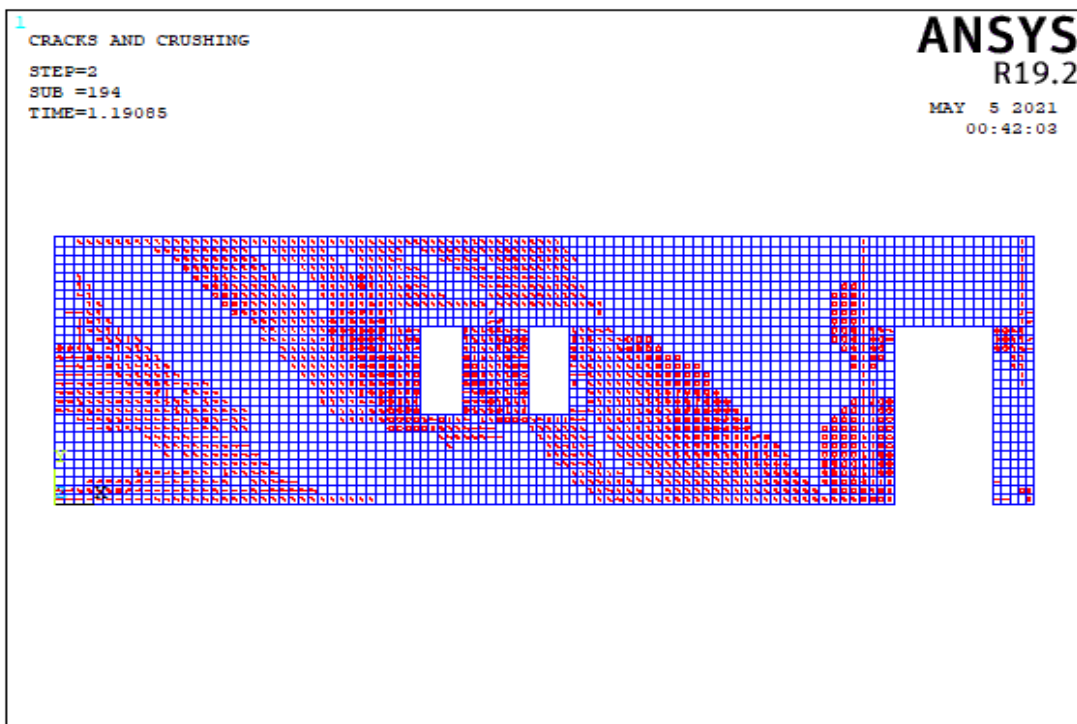 1
CRACKS AND CRUSHING
STEP=2
SUB =194
TIME=1.19085
ANSYS
R19.2
MAY  5 2021
00:42:03
Y
X